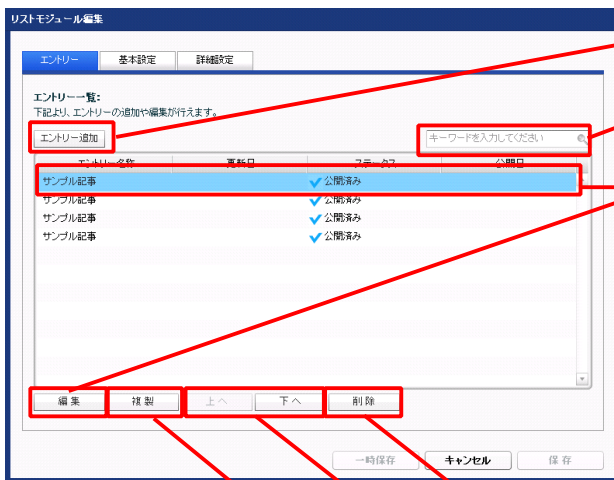 リストモジュール編集
エントリー 基本設定 詳細設定
エントリー一覧:
下記より、エントリーの追加や編集が行えます。
エントリー追加 キーワードを入力してください
エントリー名称 更新日 ステータス 公開日
サンプル記事 公開済み
サンプル記事 公開済み
サンプル記事 公開済み
サンプル記事 公開済み
編集 複製 上へ 下へ 削除
一時保存 キャンセル 保存